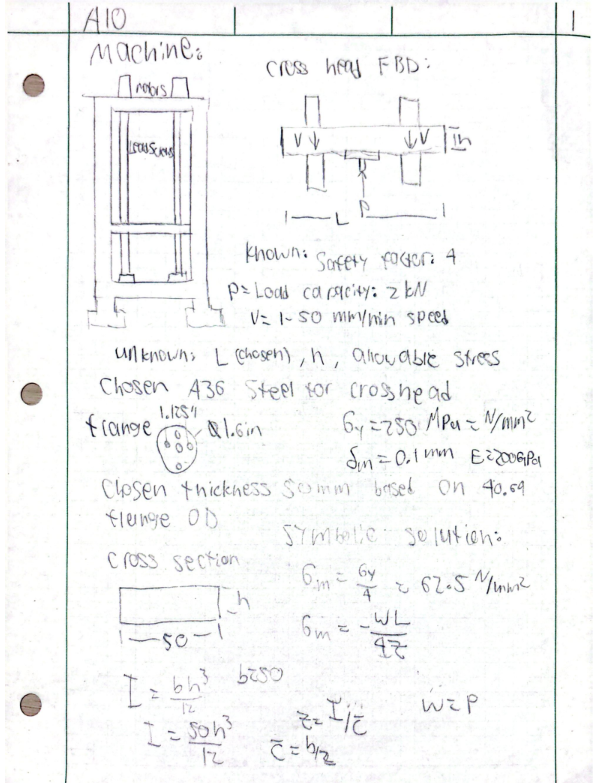 A10
1
Machine:
cross head FBD:
motors
Lead screws
V
V
h
L
P
Known: Safety factor: 4
P = Load capacity: 2 kN
V = 1-50 mm/min speed
unknown: L (chosen), h, allowable stress
Chosen A36 Steel for crosshead
1.1254
flange
Ø1.6in
σy = 250 MPa = N/mm²
δm = 0.1 mm E=200GPa
Chosen thickness 50mm based on 40.64
flange OD
Symbolic solution:
cross section
σm = σy/4 = 62.5 N/mm²
h
50
σm = -WL/4Z
I = bh³/12 b=50
W = P
Z = I/c̄
I = 50h³/12
c̄ = h/2